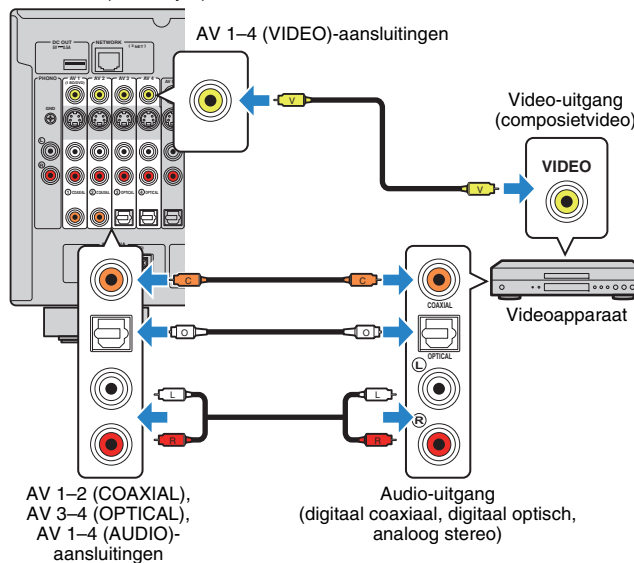 AV 1–4 (VIDEO)-aansluitingen
DC OUT
NETWORK
PHONO
AV 1
AV 2
AV 3
AV 4
GND
COAXIAL
COAXIAL
OPTICAL
OPTICAL
V
V
Video-uitgang
(composietvideo)
VIDEO
C
C
COAXIAL
Videoapparaat
O
O
OPTICAL
L
L
L
R
R
R
AV 1–2 (COAXIAL),
AV 3–4 (OPTICAL),
AV 1–4 (AUDIO)-
aansluitingen
Audio-uitgang
(digitaal coaxiaal, digitaal optisch,
analoog stereo)